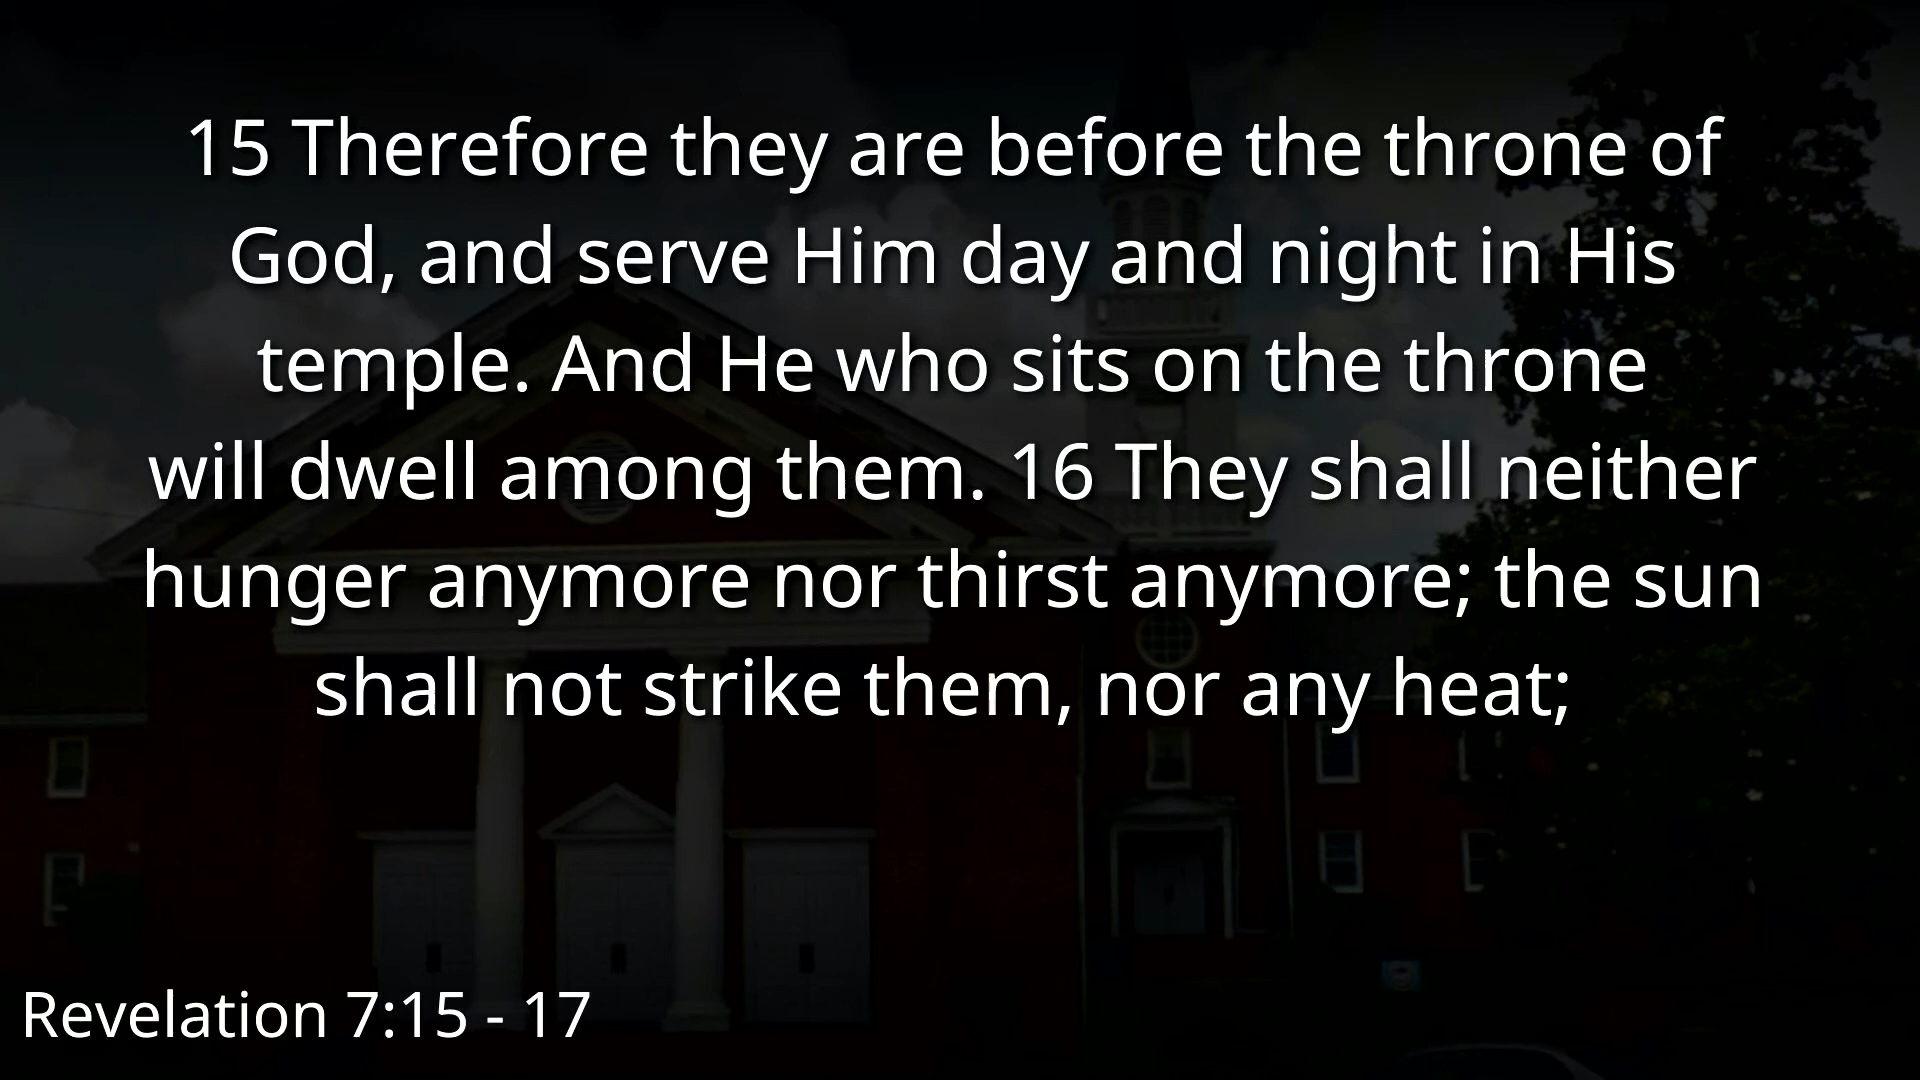 15 Therefore they are before the throne of
God, and serve Him day and night in His
temple. And He who sits on the throne
will dwell among them. 16 They shall neither
hunger anymore nor thirst anymore; the sun
shall not strike them, nor any heat;
Revelation 7:15 - 17